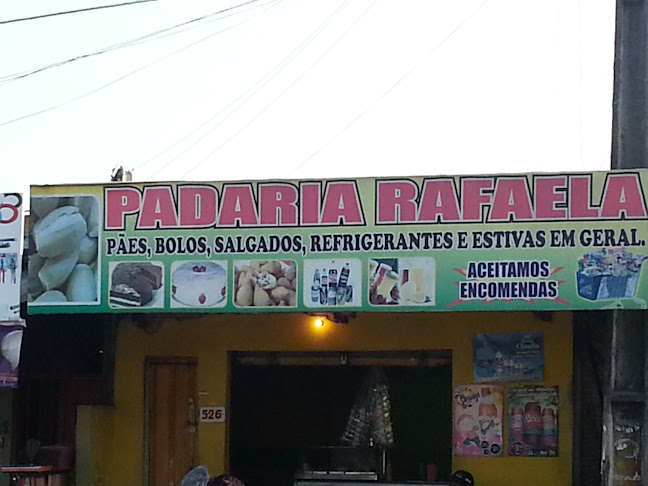 PADARIA RAFAELA
PÃES, BOLOS, SALGADOS, REFRIGERANTES E ESTIVAS EM GERAL.
ACEITAMOS
ENCOMENDAS
526